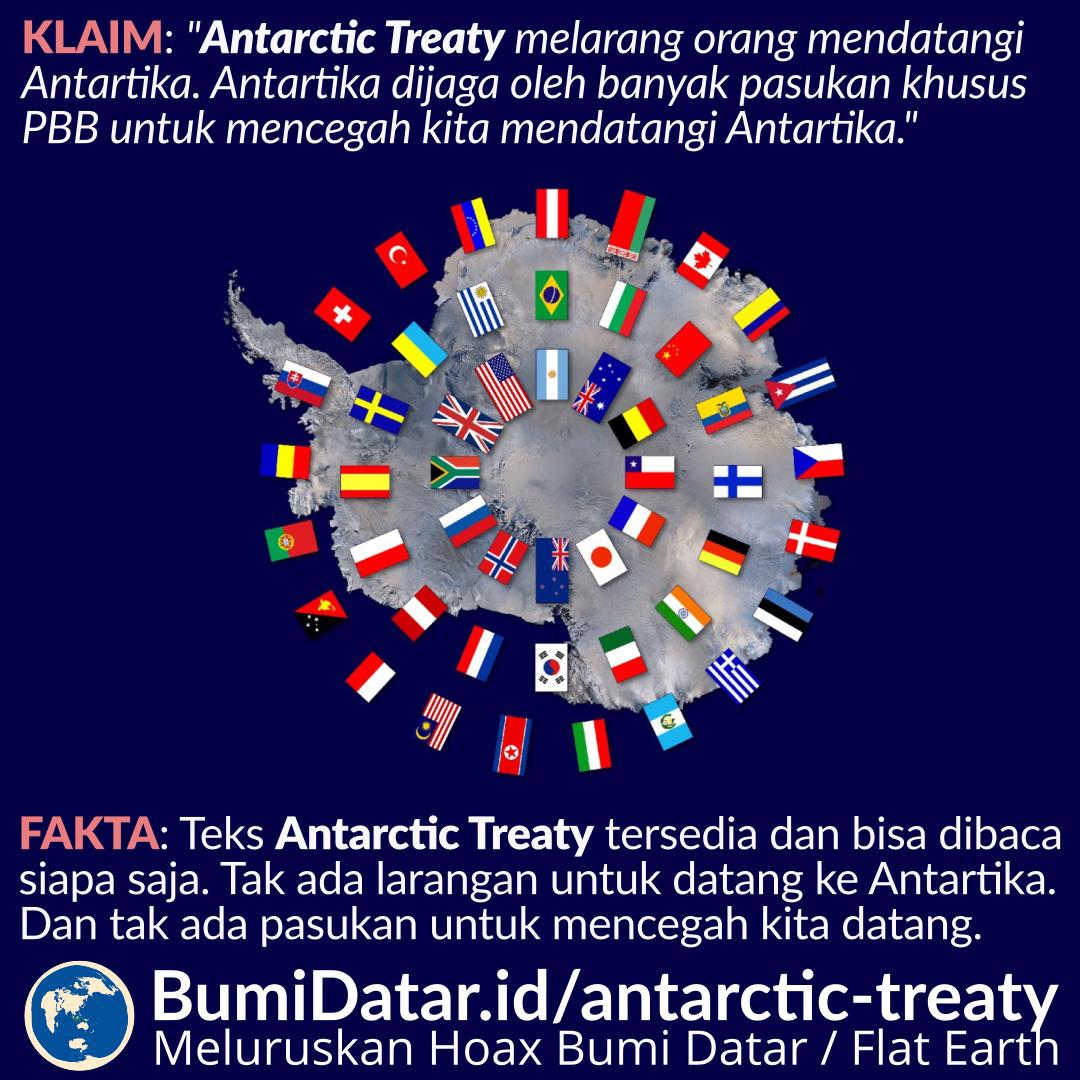 KLAIM: "Antarctic Treaty melarang orang mendatangi
Antartika. Antartika dijaga oleh banyak pasukan khusus
PBB untuk mencegah kita mendatangi Antartika."
FAKTA: Teks Antarctic Treaty tersedia dan bisa dibaca
siapa saja. Tak ada larangan untuk datang ke Antartika.
Dan tak ada pasukan untuk mencegah kita datang.
BumiDatar.id/antarctic-treaty
Meluruskan Hoax Bumi Datar / Flat Earth